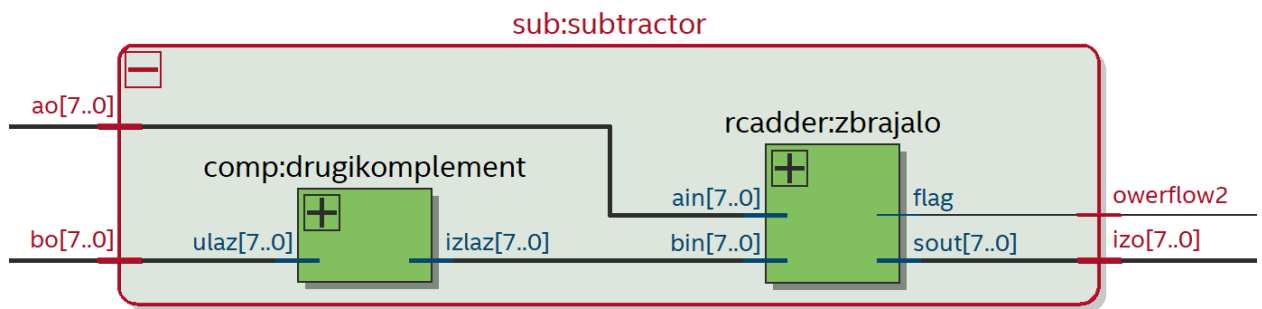 sub:subtractor
ao[7..0]
rcadder:zbrajalo
comp:drugikomplement
ain[7..0]
flag
owerflow2
bo[7..0]
ulaz[7..0]
izlaz[7..0]
bin[7..0]
sout[7..0]
izo[7..0]